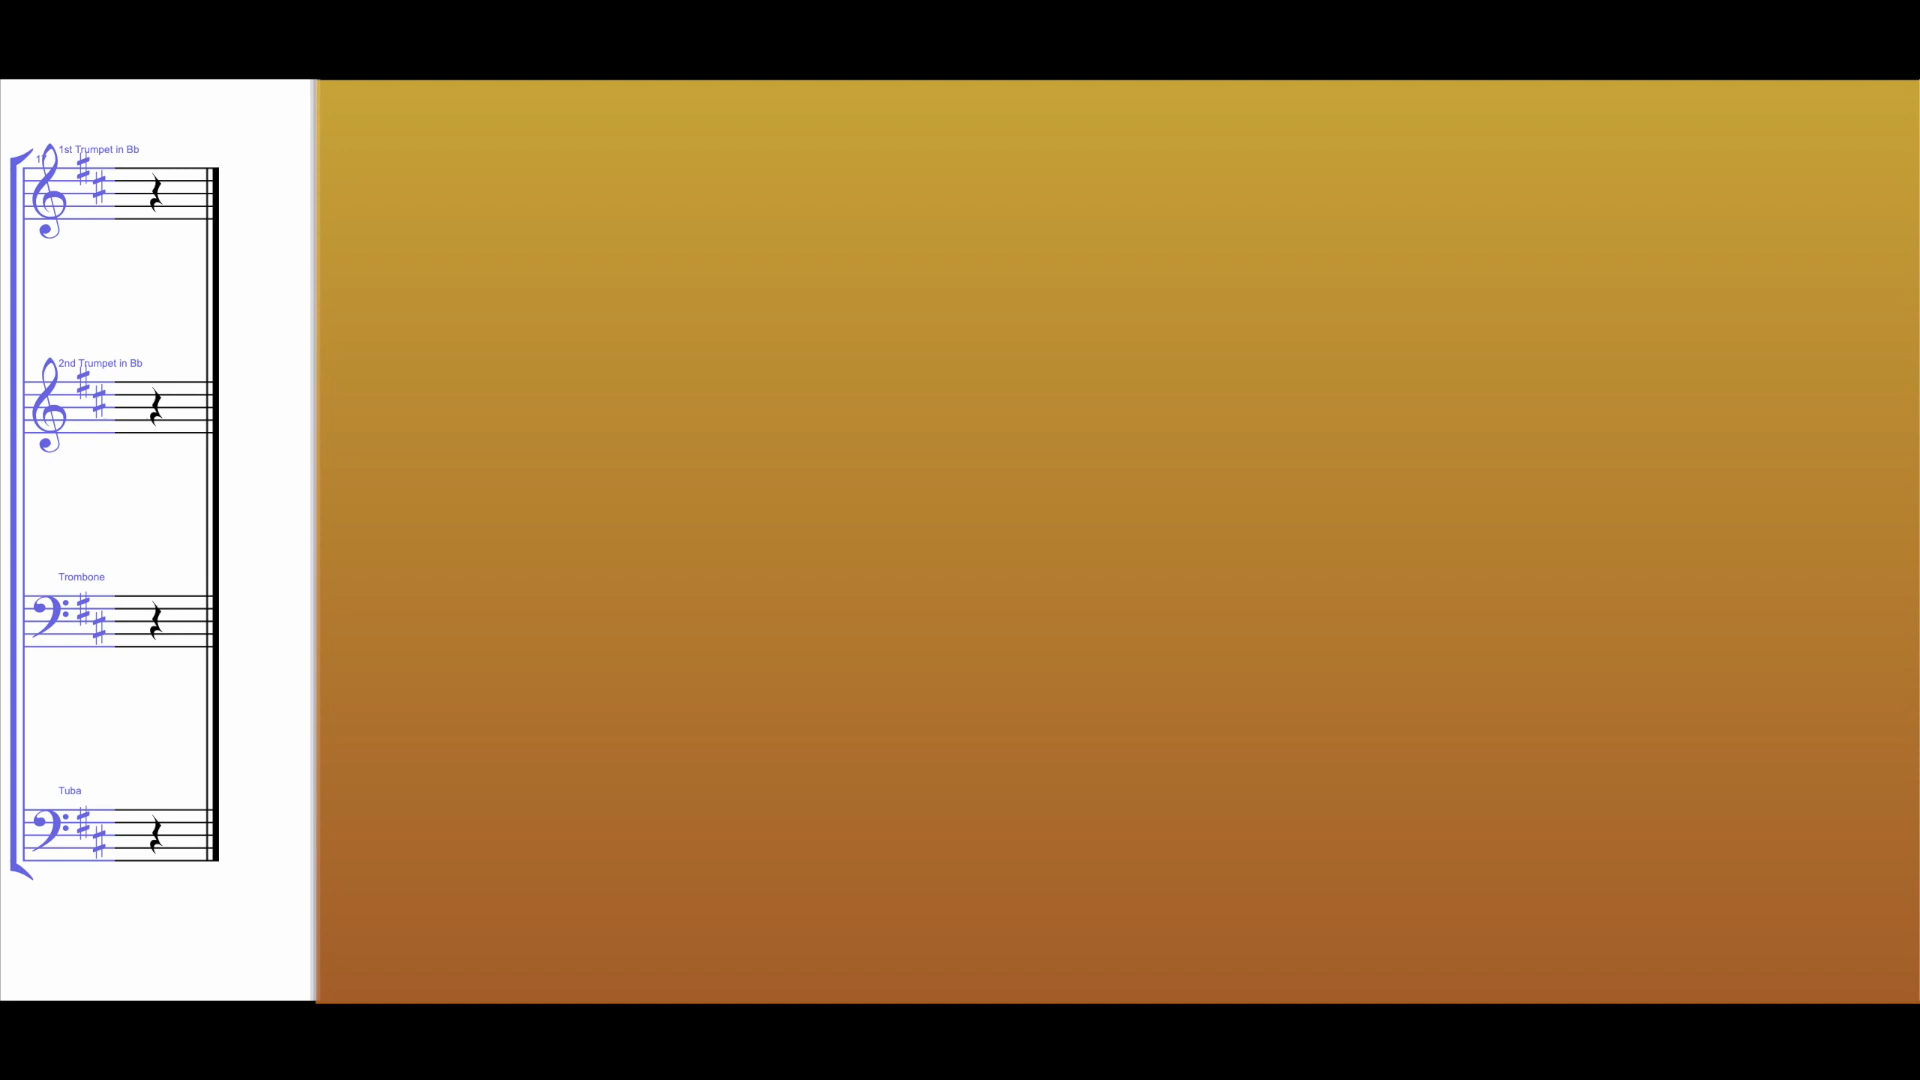 1st Trumpet in Bb
2nd Trumpet in Bb
Trombone
Tuba